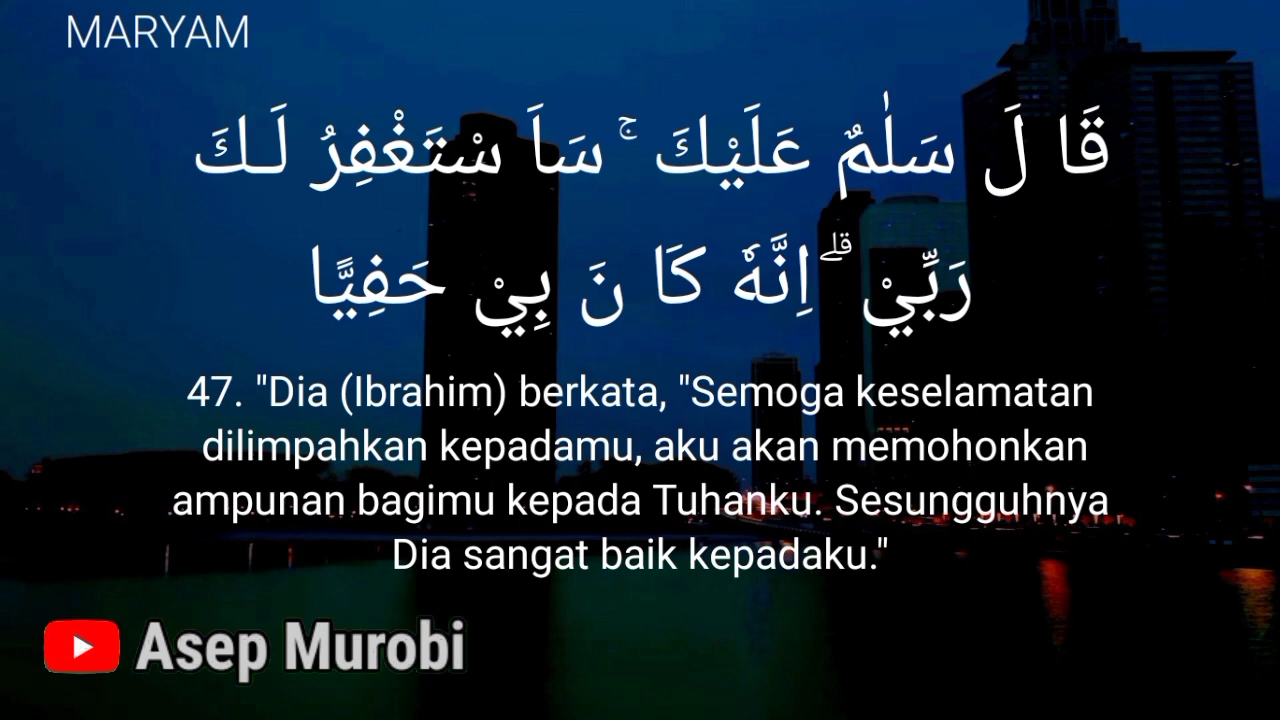 MARYAM
قَا لَ سَلٰمٌ عَلَيْكَ ۚ سَاَ سْتَغْفِرُ لَـكَ
رَبِّيْ ۗ اِنَّهٗ كَا نَ بِيْ حَفِيًّا
47. "Dia (Ibrahim) berkata, "Semoga keselamatan
dilimpahkan kepadamu, aku akan memohonkan
ampunan bagimu kepada Tuhanku. Sesungguhnya
Dia sangat baik kepadaku."
Asep Murobi